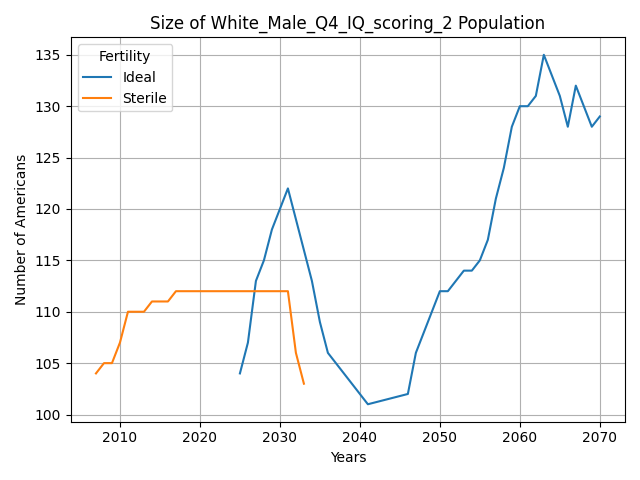 Size of White_Male_Q4_IQ_scoring_2 Population
Fertility
Ideal
Sterile
Number of Americans
135
130
125
120
115
110
105
100
2010 2020 2030 2040 2050 2060 2070
Years